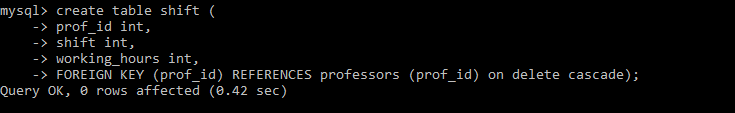 mysql> create table shift (
    -> prof_id int,
    -> shift int,
    -> working_hours int,
    -> FOREIGN KEY (prof_id) REFERENCES professors (prof_id) on delete cascade);
Query OK, 0 rows affected (0.42 sec)